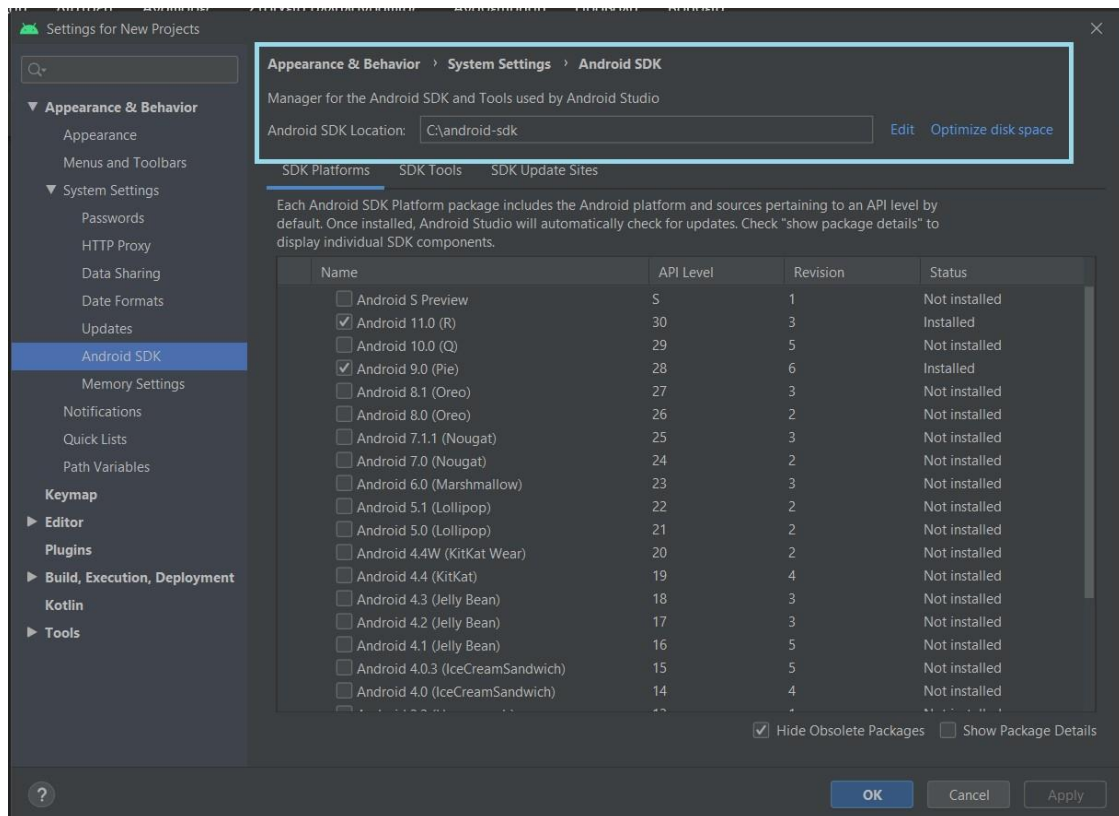 Settings for New Projects
Appearance & Behavior
Appearance
Menus and Toolbars
System Settings
Passwords
HTTP Proxy
Data Sharing
Date Formats
Updates
Android SDK
Memory Settings
Notifications
Quick Lists
Path Variables
Keymap
Editor
Plugins
Build, Execution, Deployment
Kotlin
Tools
Appearance & Behavior › System Settings › Android SDK
Manager for the Android SDK and Tools used by Android Studio
Android SDK Location: C:\android-sdk Edit Optimize disk space
SDK Platforms SDK Tools SDK Update Sites
Each Android SDK Platform package includes the Android platform and sources pertaining to an API level by
default. Once installed, Android Studio will automatically check for updates. Check "show package details" to
display individual SDK components.
Name API Level Revision Status
Android S Preview S 1 Not installed
Android 11.0 (R) 30 3 Installed
Android 10.0 (Q) 29 5 Not installed
Android 9.0 (Pie) 28 6 Installed
Android 8.1 (Oreo) 27 3 Not installed
Android 8.0 (Oreo) 26 2 Not installed
Android 7.1.1 (Nougat) 25 3 Not installed
Android 7.0 (Nougat) 24 2 Not installed
Android 6.0 (Marshmallow) 23 3 Not installed
Android 5.1 (Lollipop) 22 2 Not installed
Android 5.0 (Lollipop) 21 2 Not installed
Android 4.4W (KitKat Wear) 20 2 Not installed
Android 4.4 (KitKat) 19 4 Not installed
Android 4.3 (Jelly Bean) 18 3 Not installed
Android 4.2 (Jelly Bean) 17 3 Not installed
Android 4.1 (Jelly Bean) 16 5 Not installed
Android 4.0.3 (IceCreamSandwich) 15 5 Not installed
Android 4.0 (IceCreamSandwich) 14 4 Not installed
Hide Obsolete Packages Show Package Details
? OK Cancel Apply